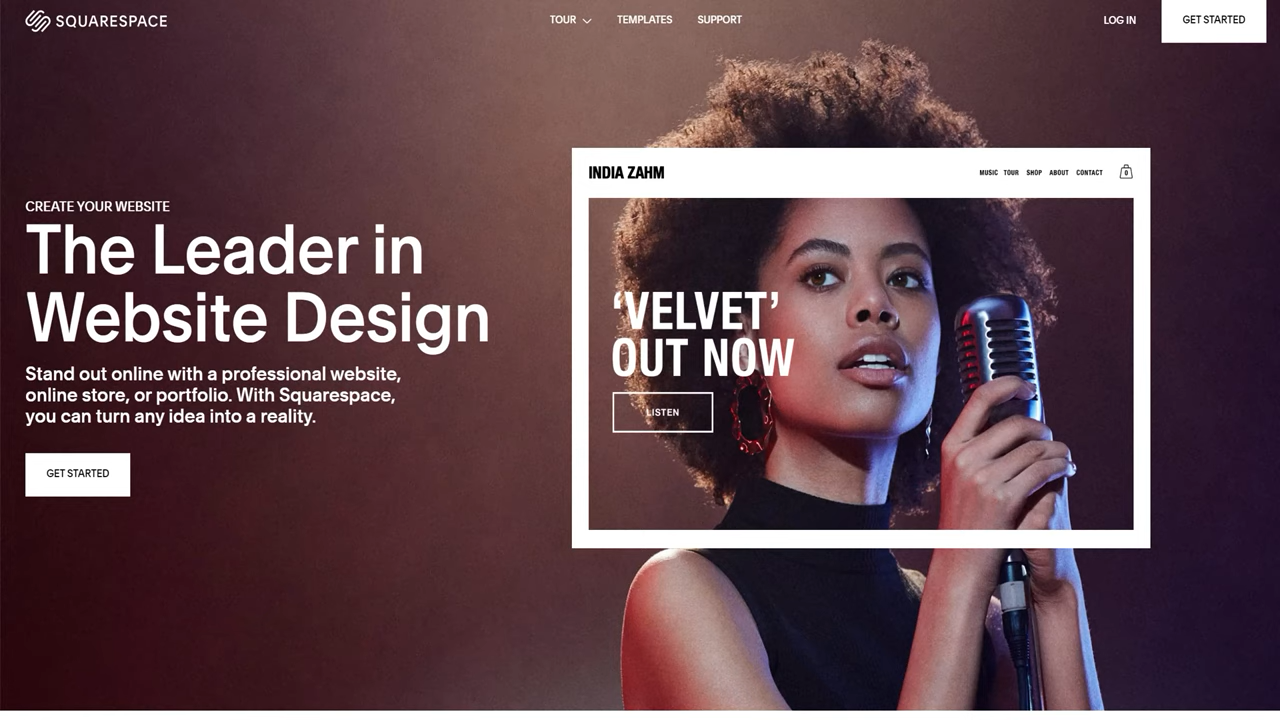 SQUARESPACE
TOUR
TEMPLATES
SUPPORT
LOG IN
GET STARTED
CREATE YOUR WEBSITE
The Leader in
Website Design
Stand out online with a professional website,
online store, or portfolio. With Squarespace,
you can turn any idea into a reality.
GET STARTED
INDIA ZAHM
MUSIC TOUR SHOP ABOUT CONTACT
0
‘VELVET’
OUT NOW
LISTEN